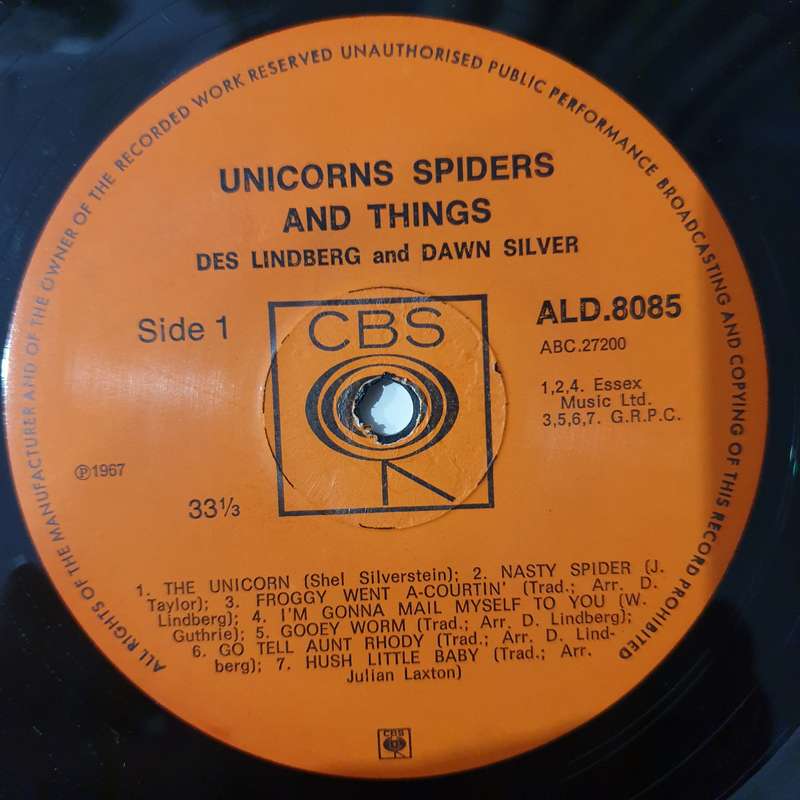 ALL RIGHTS OF THE MANUFACTURER AND OF THE OWNER OF THE RECORDED WORK RESERVED UNAUTHORISED PUBLIC PERFORMANCE BROADCASTING AND COPYING OF THIS RECORD PROHIBITED
UNICORNS SPIDERS
AND THINGS
DES LINDBERG and DAWN SILVER
Side 1
CBS
ALD.8085
ABC.27200
1,2,4. Essex
Music Ltd.
3,5,6,7. G.R.P.C.
℗1967
33⅓
1. THE UNICORN (Shel Silverstein); 2. NASTY SPIDER (J.
Taylor); 3. FROGGY WENT A-COURTIN' (Trad.; Arr. D.
Lindberg); 4. I'M GONNA MAIL MYSELF TO YOU (W.
Guthrie); 5. GOOEY WORM (Trad.; Arr. D. Lindberg);
6. GO TELL AUNT RHODY (Trad.; Arr. D. Lind-
berg); 7. HUSH LITTLE BABY (Trad.; Arr.
Julian Laxton)
CBS